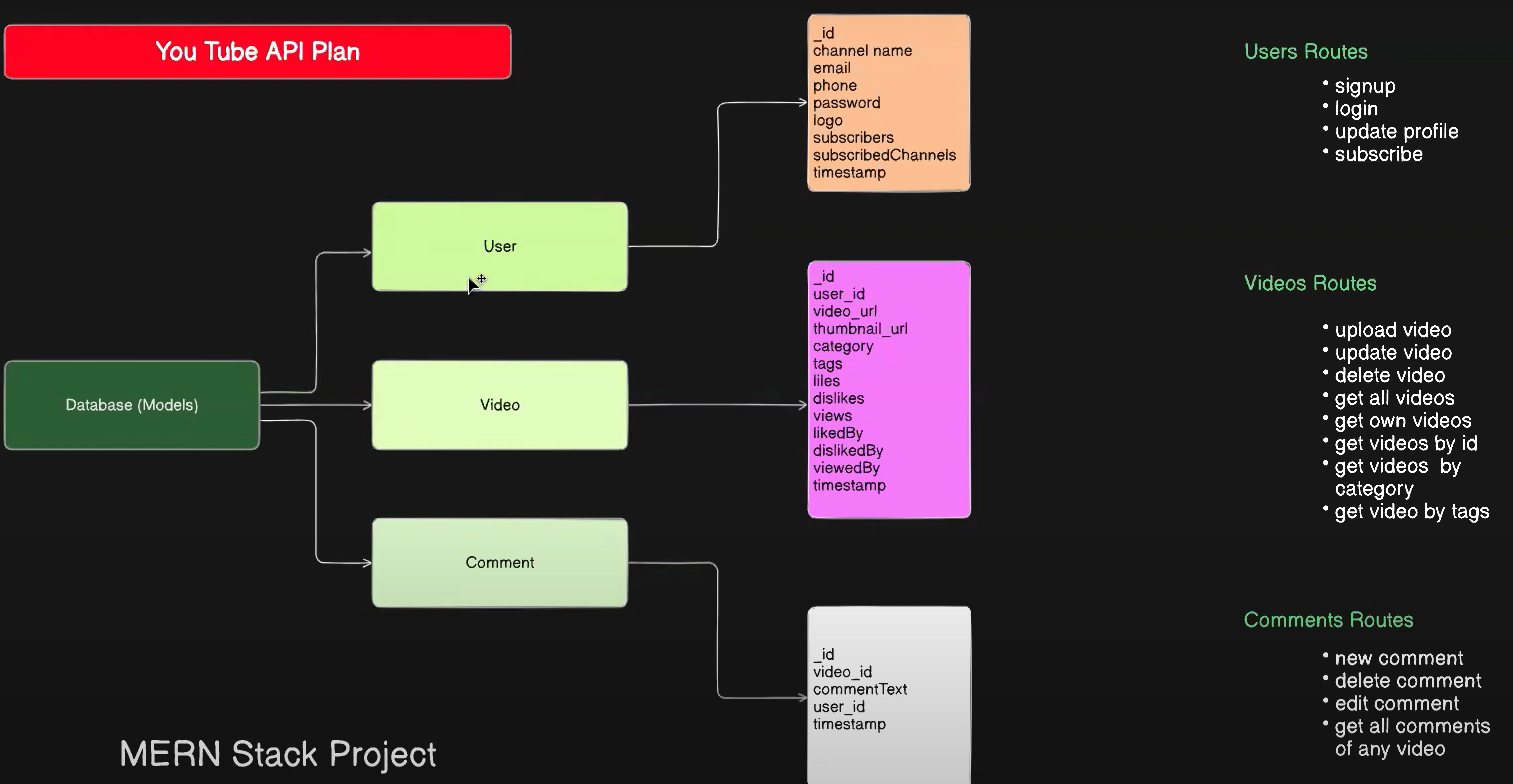 You Tube API Plan
Database (Models)
User
Video
Comment
_id
channel name
email
phone
password
logo
subscribers
subscribedChannels
timestamp
_id
user_id
video_url
thumbnail_url
category
tags
liles
dislikes
views
likedBy
dislikedBy
viewedBy
timestamp
_id
video_id
commentText
user_id
timestamp
Users Routes
• signup
• login
• update profile
• subscribe
Videos Routes
• upload video
• update video
• delete video
• get all videos
• get own videos
• get videos by id
• get videos by
category
• get video by tags
Comments Routes
• new comment
• delete comment
• edit comment
• get all comments
of any video
MERN Stack Project